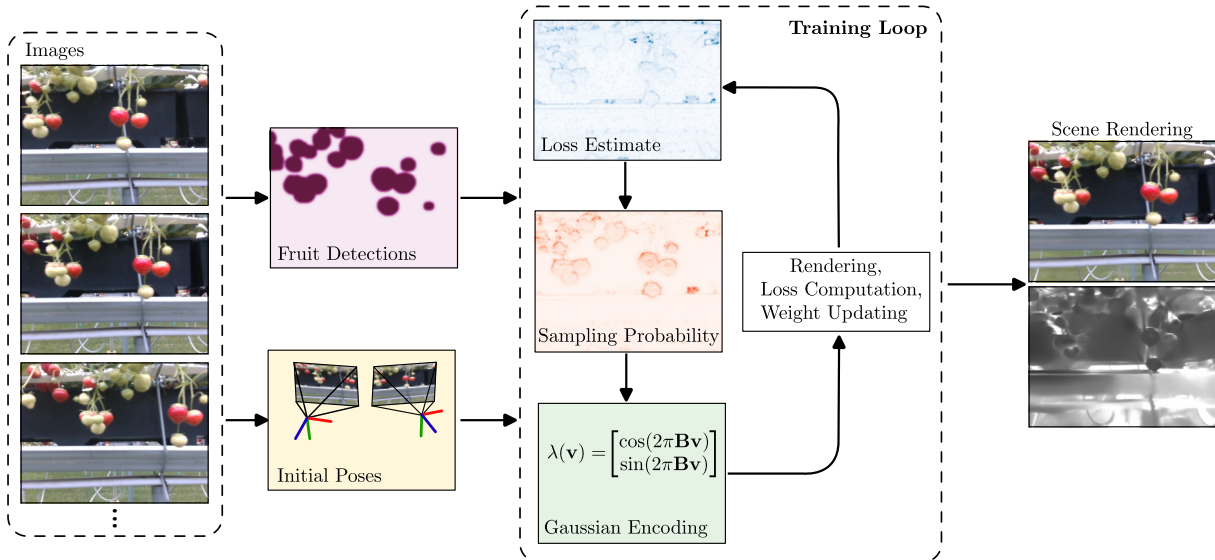 Images
Fruit Detections
Initial Poses
Training Loop
Loss Estimate
Sampling Probability
λ(v) = [cos(2πBv)
sin(2πBv)]
Gaussian Encoding
Rendering,
Loss Computation,
Weight Updating
Scene Rendering